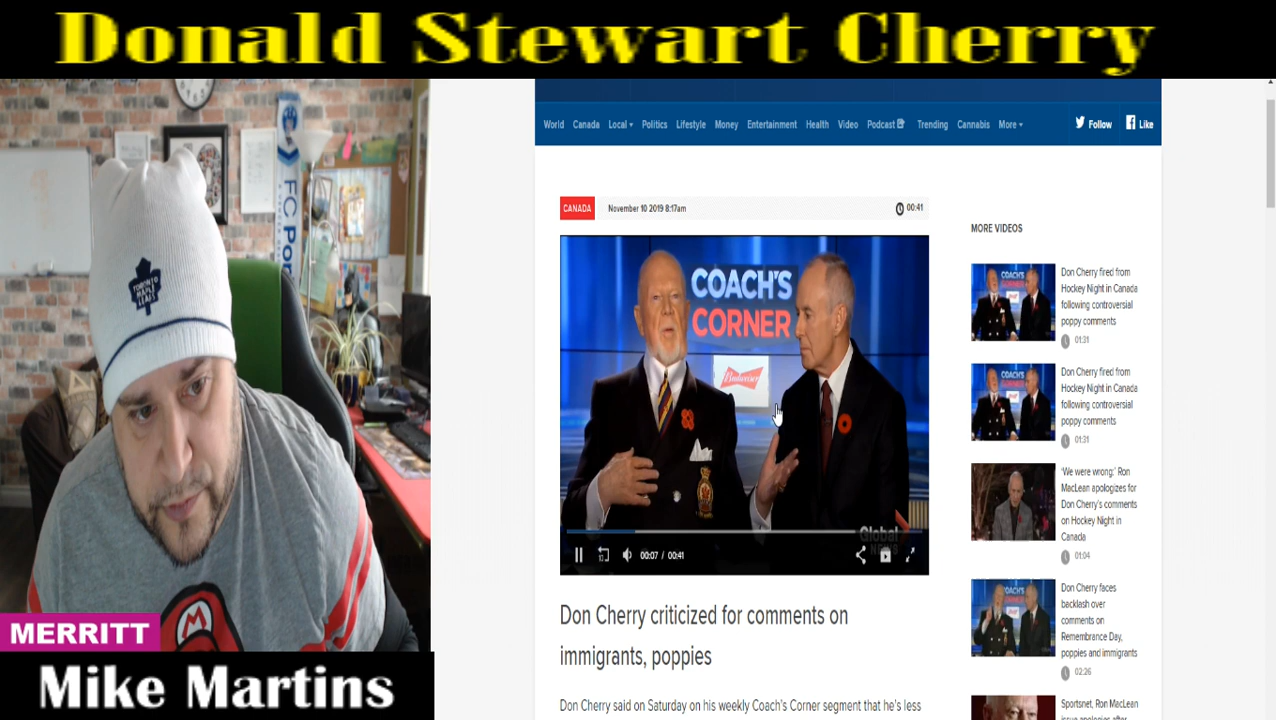 Donald Stewart Cherry
World Canada Local Politics Lifestyle Money Entertainment Health Video Podcast Trending Cannabis More Follow Like
CANADA November 10 2019 8:17am 00:41
MORE VIDEOS
COACH'S
CORNER
Budweiser
Global
NEWS
00:07 / 00:41
Don Cherry criticized for comments on
immigrants, poppies
Don Cherry said on Saturday on his weekly Coach's Corner segment that he's less
Don Cherry fired from
Hockey Night in Canada
following controversial
poppy comments
01:31
Don Cherry fired from
Hockey Night in Canada
following controversial
poppy comments
01:31
'We were wrong:' Ron
MacLean apologizes for
Don Cherry's comments
on Hockey Night in
Canada
01:04
Don Cherry faces
backlash over
comments on
Remembrance Day,
poppies and immigrants
02:26
Sportsnet, Ron MacLean
issue apologies after
FC Por
TORONTO
MAPLE
LEAFS
MERRITT
Mike Martins